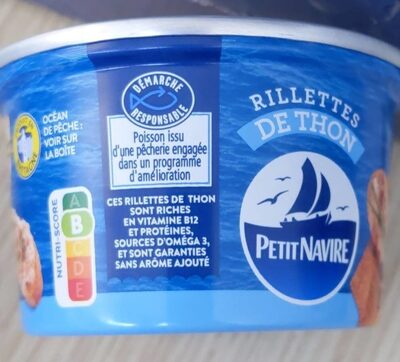 OCÉAN
DE PÊCHE :
VOIR SUR
LA BOÎTE
NUTRI-SCORE
A
B
C
D
E
DÉMARCHE
RESPONSABLE
Poisson issu
d'une pêcherie engagée
dans un programme
d'amélioration
CES RILLETTES DE THON
SONT RICHES
EN VITAMINE B12
ET PROTÉINES,
SOURCES D'OMÉGA 3,
ET SONT GARANTIES
SANS ARÔME AJOUTÉ
RILLETTES
DE THON
PETIT NAVIRE